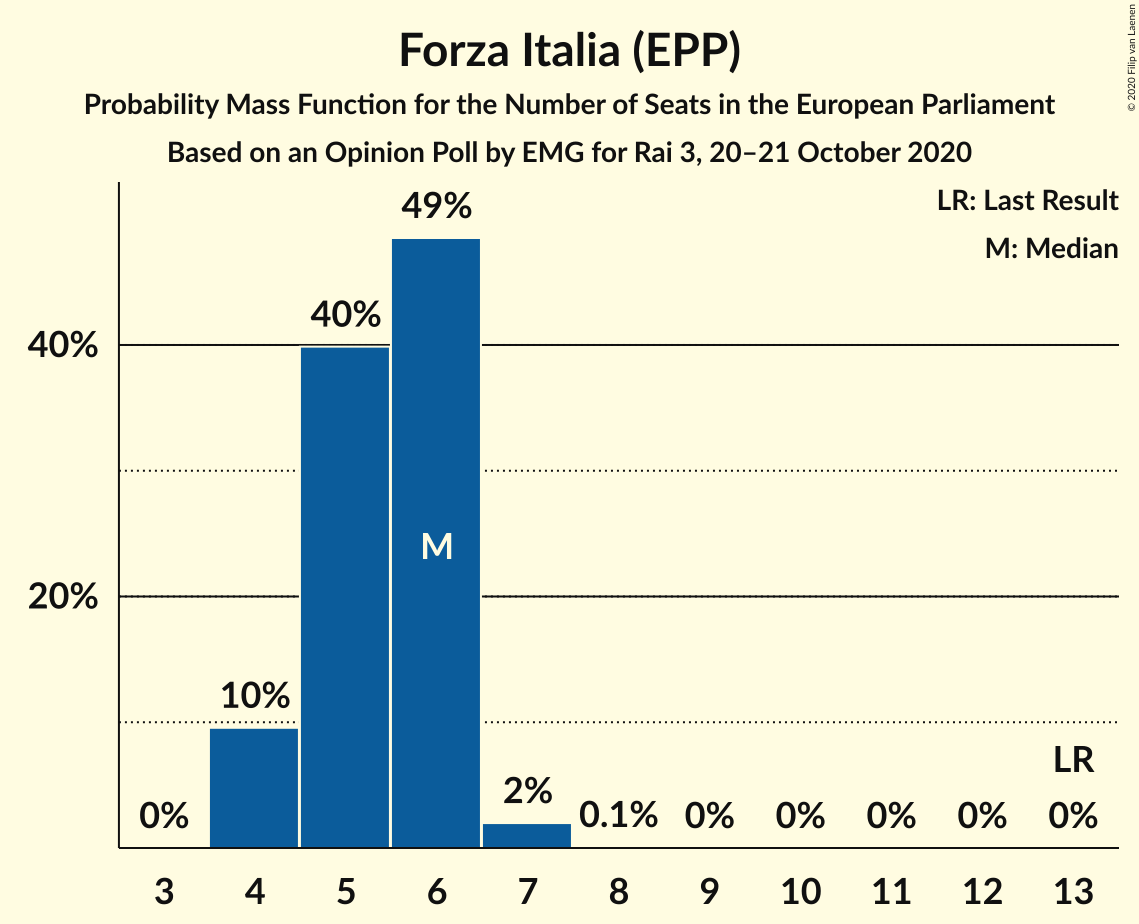 Forza Italia (EPP)
Probability Mass Function for the Number of Seats in the European Parliament
Based on an Opinion Poll by EMG for Rai 3, 20–21 October 2020
© 2020 Filip van Laenen
LR: Last Result
M: Median
49%
40%
40%
M
20%
10%
LR
0%
2%
0.1%
0%
0%
0%
0%
0%
3 4 5 6 7 8 9 10 11 12 13